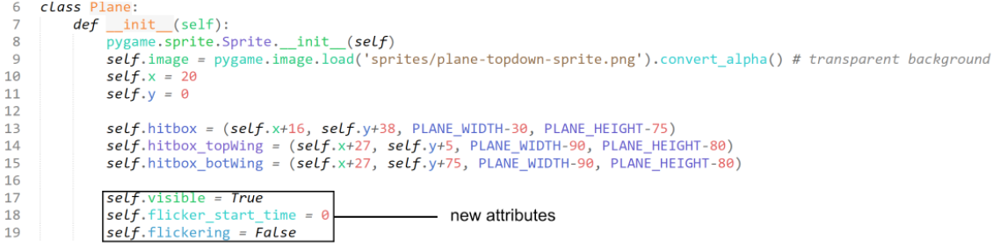 6 class Plane:
7 def __init__(self):
8 pygame.sprite.Sprite.__init__(self)
9 self.image = pygame.image.load('sprites/plane-topdown-sprite.png').convert_alpha() # transparent background
10 self.x = 20
11 self.y = 0
12
13 self.hitbox = (self.x+16, self.y+38, PLANE_WIDTH-30, PLANE_HEIGHT-75)
14 self.hitbox_topWing = (self.x+27, self.y+5, PLANE_WIDTH-90, PLANE_HEIGHT-80)
15 self.hitbox_botWing = (self.x+27, self.y+75, PLANE_WIDTH-90, PLANE_HEIGHT-80)
16
17 self.visible = True
18 self.flicker_start_time = 0 new attributes
19 self.flickering = False